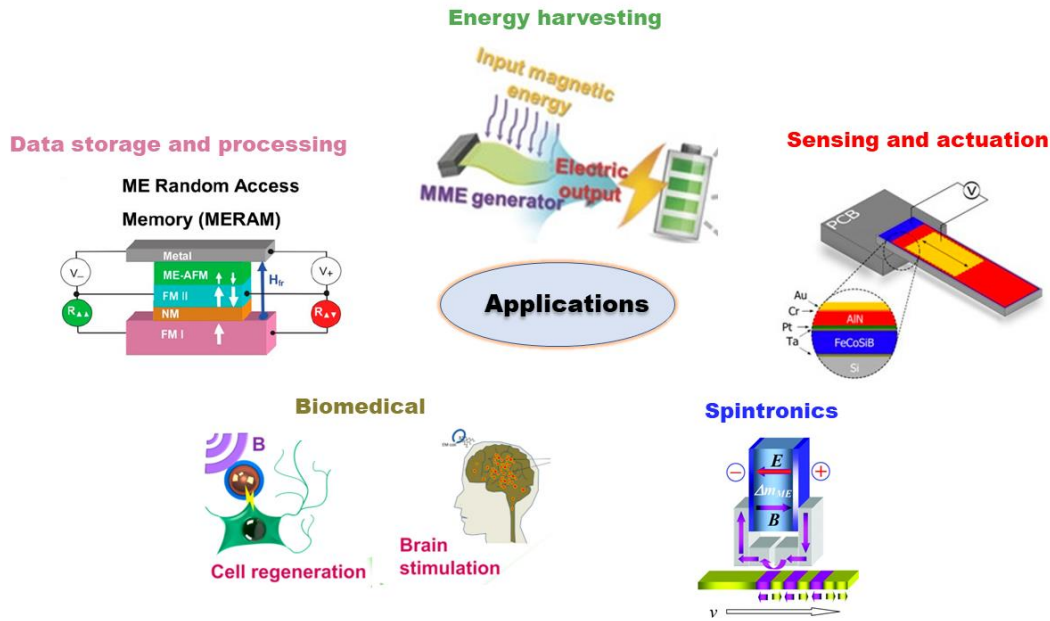 Energy harvesting
Input magnetic
energy
MME generator
Electric
output
Data storage and processing
ME Random Access
Memory (MERAM)
Metal
ME-AFM
FM II
NM
FM I
V–
V+
R▲▲
R▲▼
H_fr
Sensing and actuation
PCB
V
Au
Cr
Pt
Ta
AlN
FeCoSiB
Si
Applications
Biomedical
B
Cell regeneration
Brain
stimulation
Spintronics
E
Δm_ME
B
– +
v